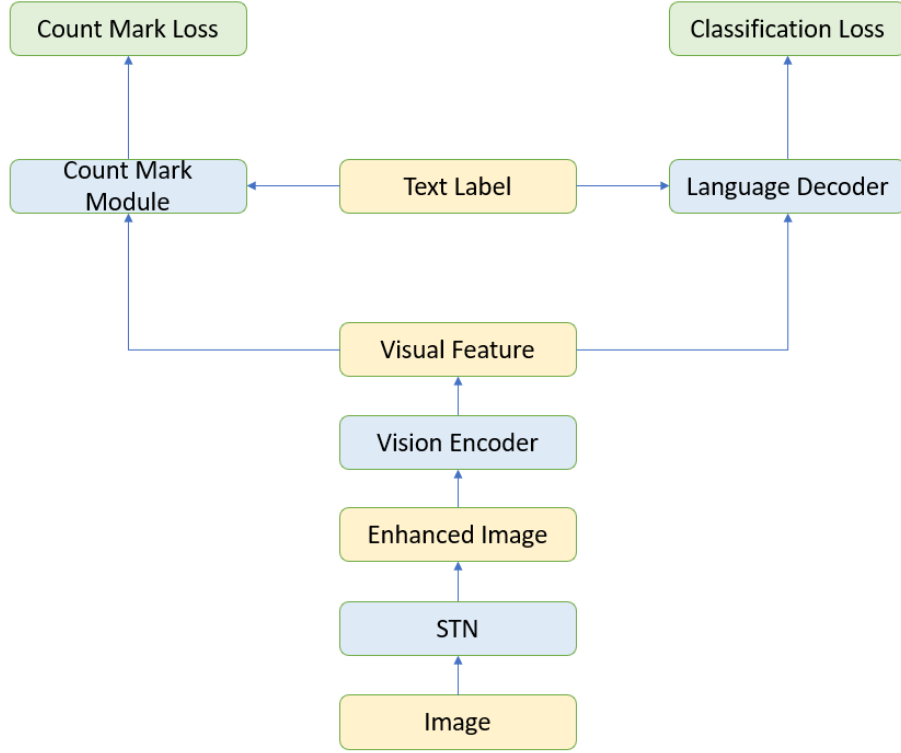 Count Mark Loss
Classification Loss
Count Mark
Module
Text Label
Language Decoder
Visual Feature
Vision Encoder
Enhanced Image
STN
Image